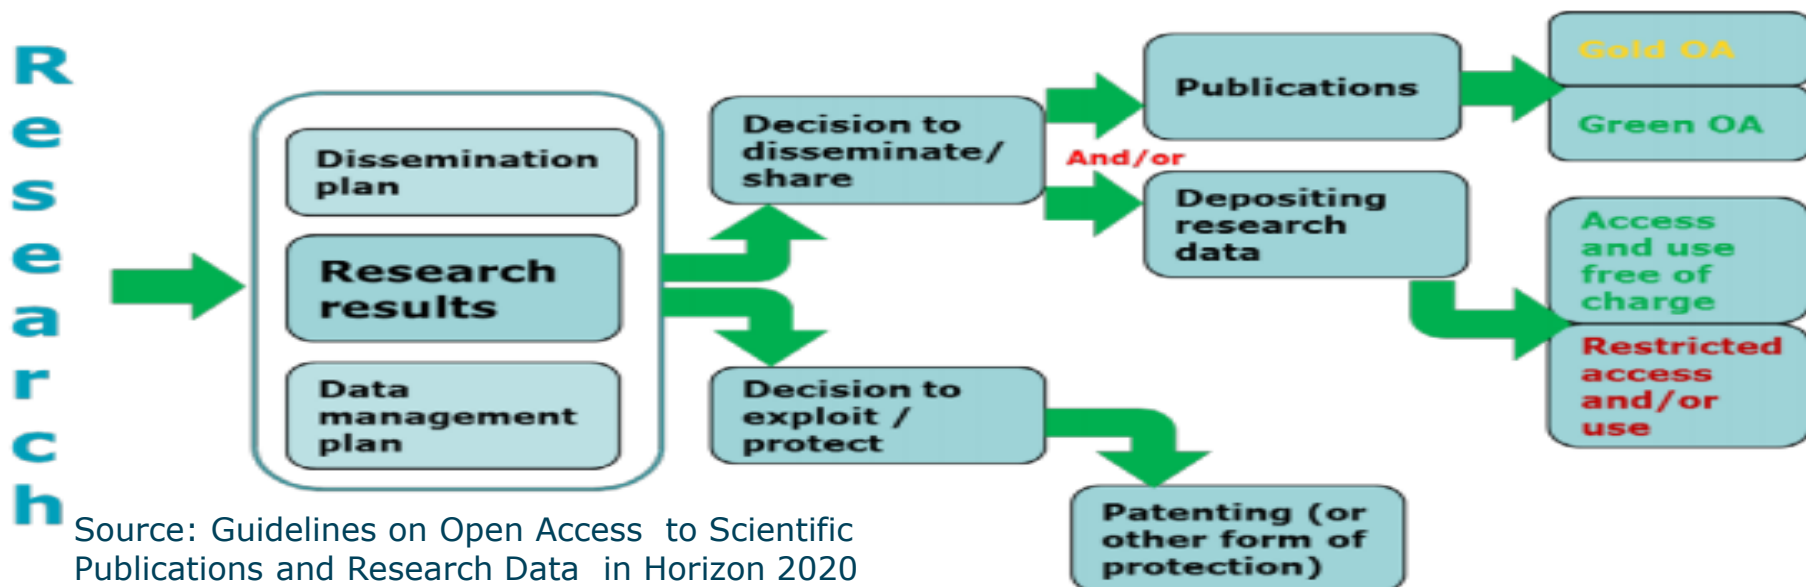 Research
Dissemination
plan
Research
results
Data
management
plan
Decision to
disseminate/
share
And/or
Decision to
exploit /
protect
Publications
Depositing
research
data
Patenting (or
other form of
protection)
Gold OA
Green OA
Access
and use
free of
charge
Restricted
access
and/or
use
Source: Guidelines on Open Access to Scientific
Publications and Research Data in Horizon 2020